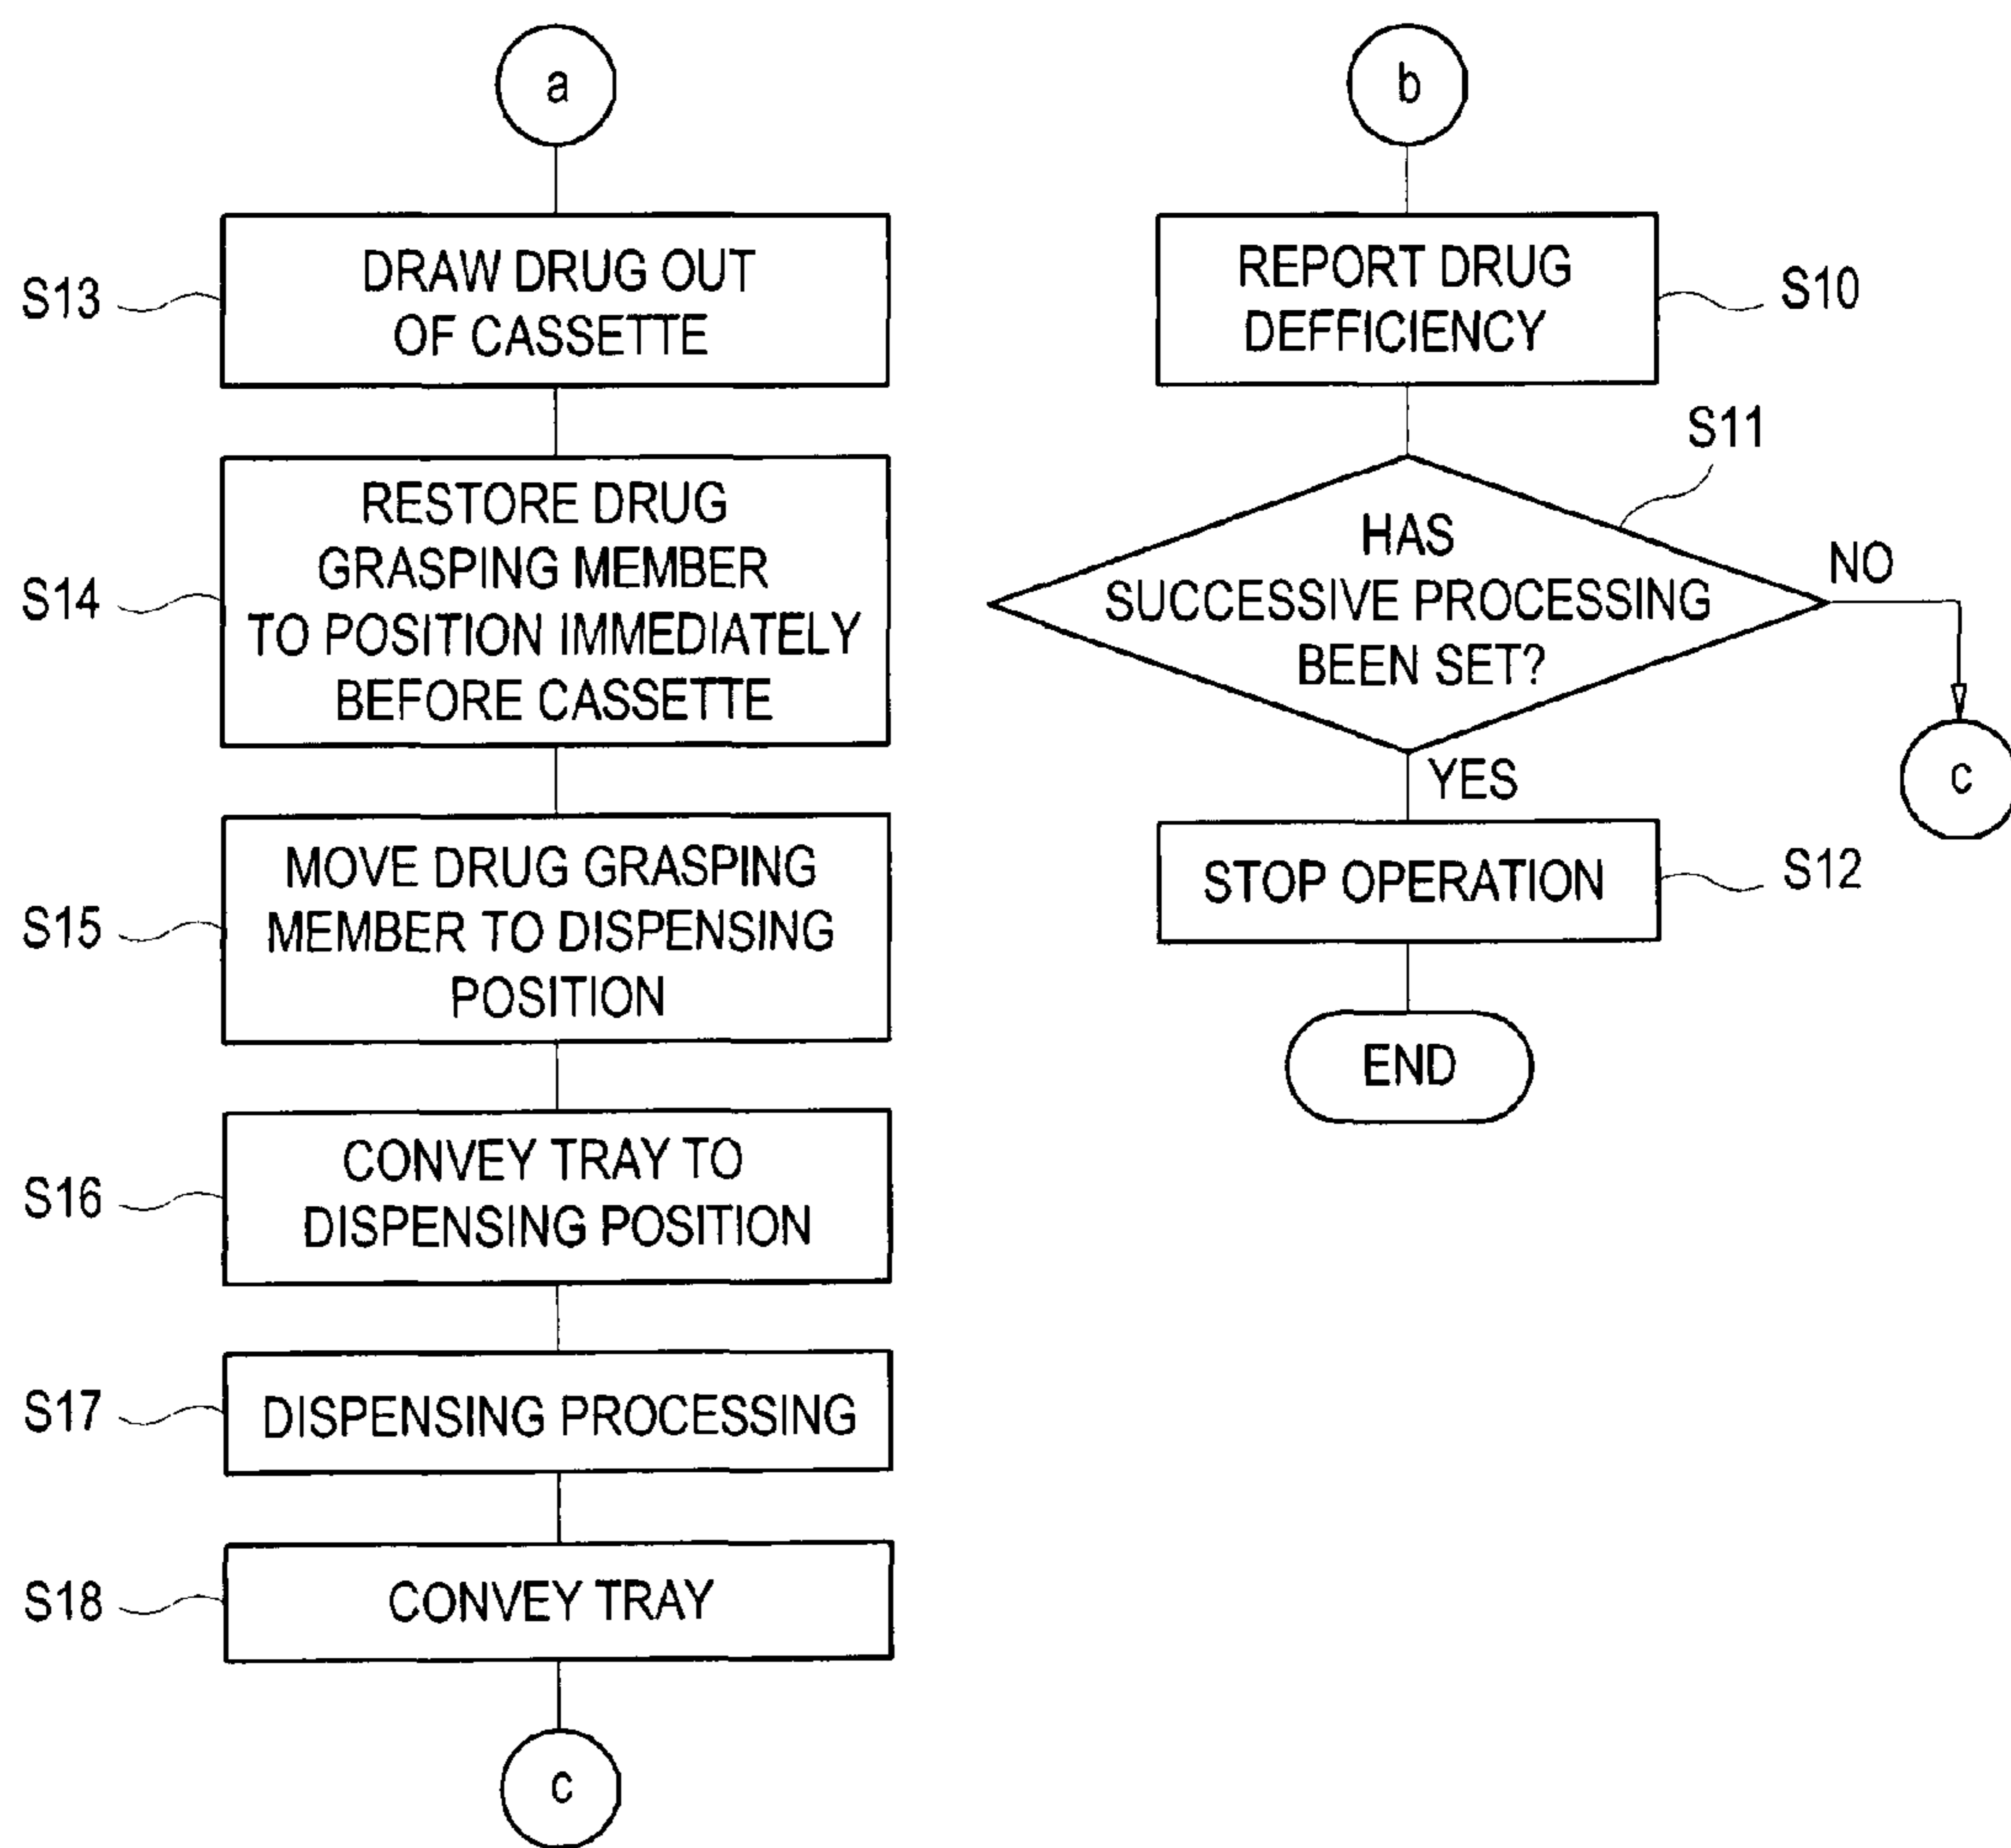 a
S13
DRAW DRUG OUT
OF CASSETTE
S14
RESTORE DRUG
GRASPING MEMBER
TO POSITION IMMEDIATELY
BEFORE CASSETTE
S15
MOVE DRUG GRASPING
MEMBER TO DISPENSING
POSITION
S16
CONVEY TRAY TO
DISPENSING POSITION
S17
DISPENSING PROCESSING
S18
CONVEY TRAY
c
b
REPORT DRUG
DEFFICIENCY
S10
S11
HAS
SUCCESSIVE PROCESSING
BEEN SET?
NO
c
YES
STOP OPERATION
S12
END